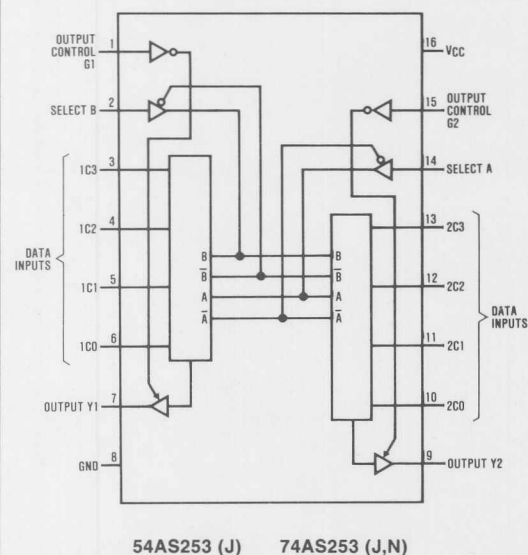 OUTPUT
CONTROL
G1
1
16
VCC
SELECT B
2
15
OUTPUT
CONTROL
G2
14
SELECT A
DATA
INPUTS
1C3
3
1C2
4
1C1
5
1C0
6
B
B̅
A
A̅
B
B̅
A
A̅
13
2C3
12
2C2
11
2C1
10
2C0
DATA
INPUTS
OUTPUT Y1
7
GND
8
9
OUTPUT Y2
54AS253 (J) 74AS253 (J,N)